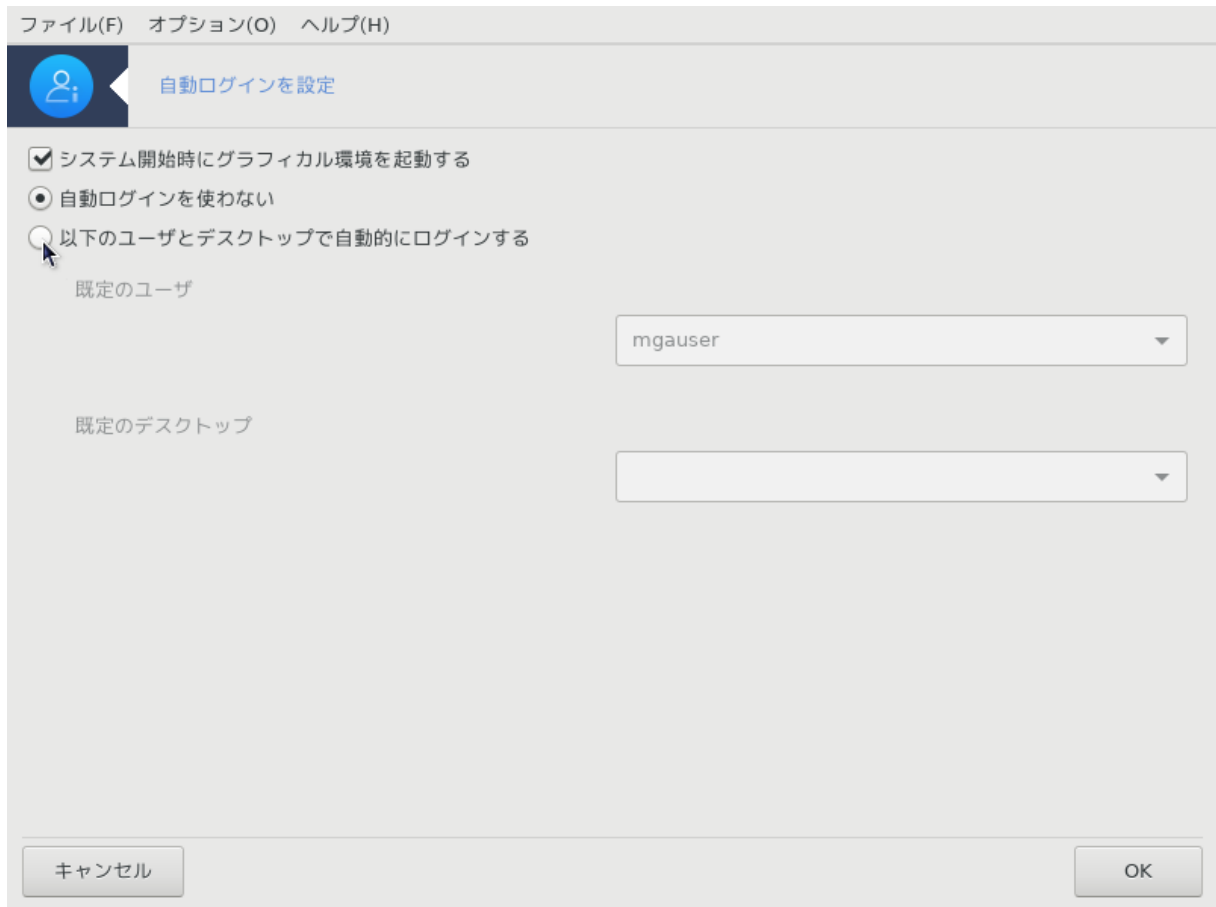 ファイル(F) オプション(O) ヘルプ(H)
自動ログインを設定
システム開始時にグラフィカル環境を起動する
自動ログインを使わない
以下のユーザとデスクトップで自動的にログインする
既定のユーザ
mgauser
既定のデスクトップ
キャンセル OK